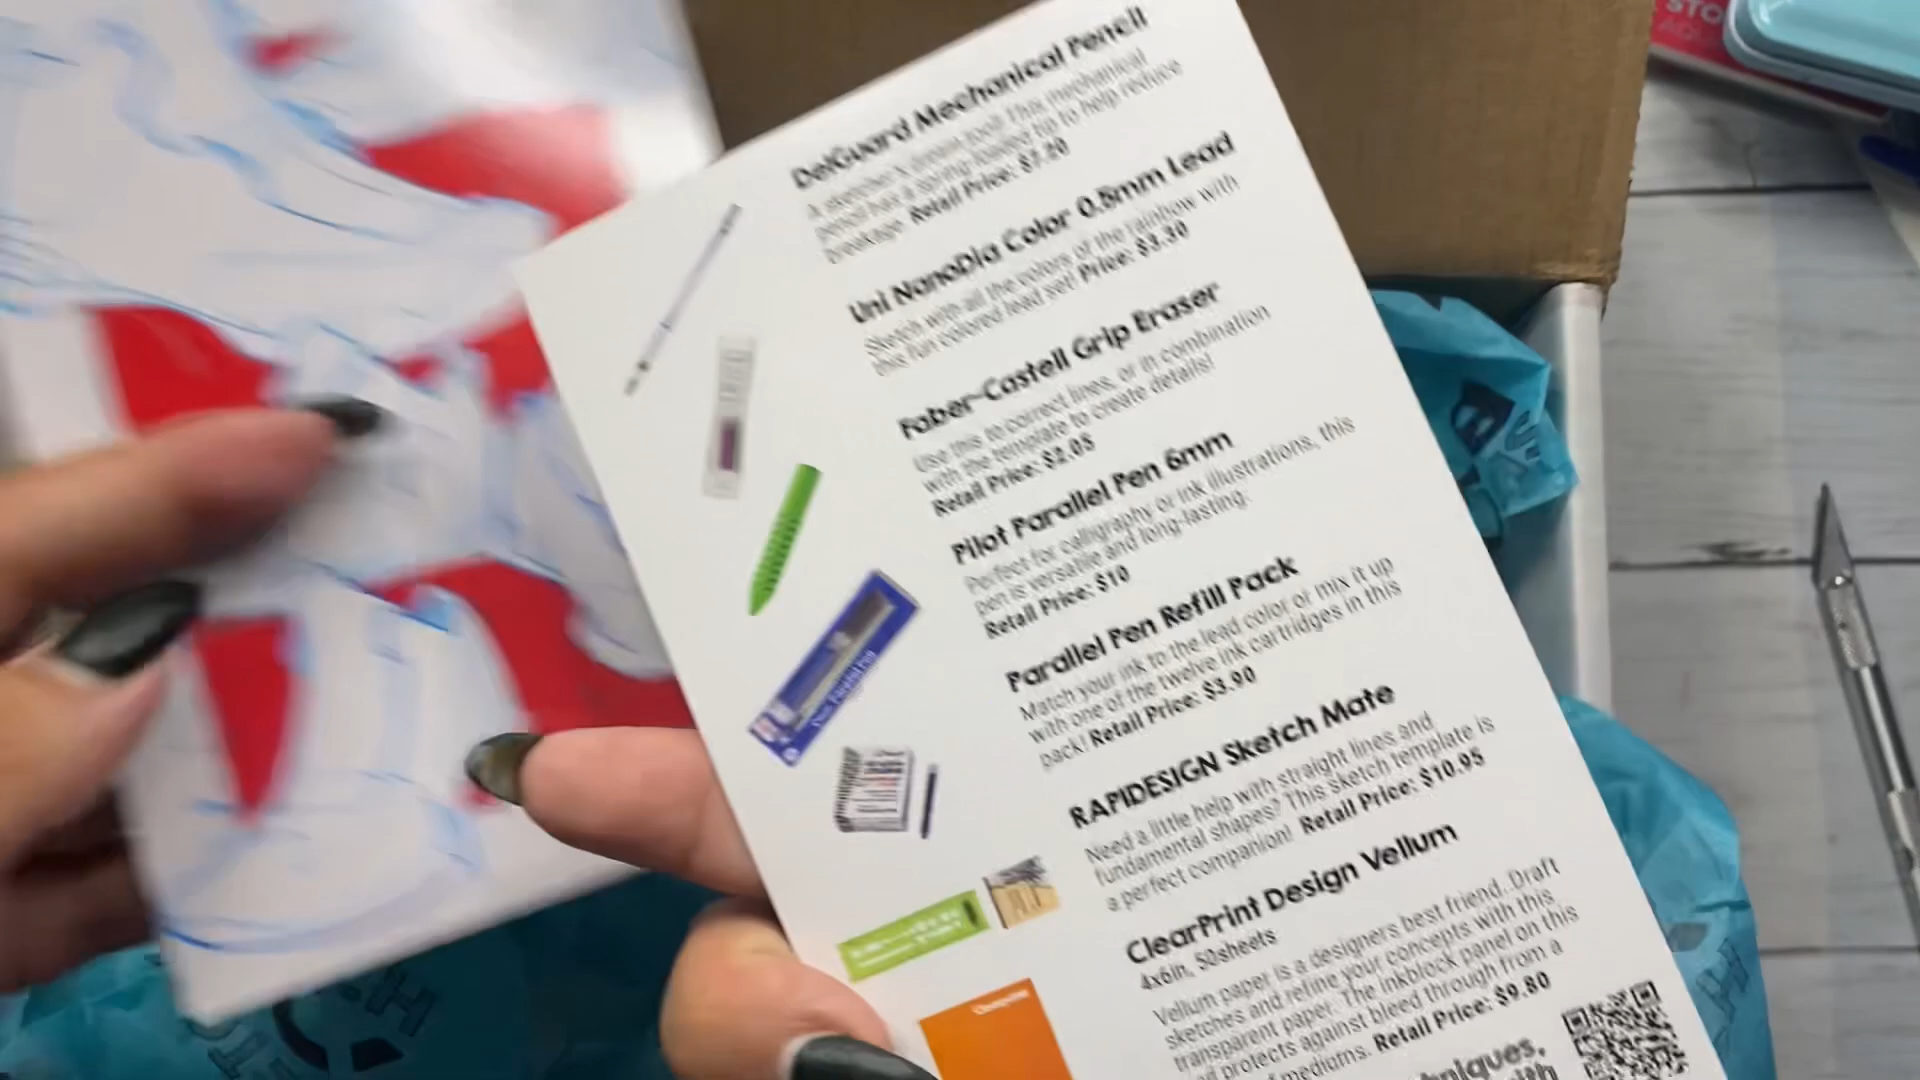 DelGuard Mechanical Pencil
A sketcher's dream tool! This mechanical
pencil has a spring loaded tip to help reduce
breakage. Retail Price: $7.20
Uni NanoDia Color 0.5mm Lead
Sketch with all the colors of the rainbow with
this fun colored lead set! Price: $3.30
Faber-Castell Grip Eraser
Use this to correct lines, or in combination
with the template to create details!
Retail Price: $2.05
Pilot Parallel Pen 6mm
Perfect for calligraphy or ink illustrations, this
pen is versatile and long-lasting.
Retail Price: $10
Parallel Pen Refill Pack
Match your ink to the lead color or mix it up
with one of the twelve ink cartridges in this
pack! Retail Price: $3.90
RAPIDESIGN Sketch Mate
Need a little help with straight lines and
fundamental shapes? This sketch template is
a perfect companion! Retail Price: $10.95
ClearPrint Design Vellum
4x6in, 50sheets
Vellum paper is a designers best friend. Draft
sketches and refine your concepts with this
transparent paper. The inkblock panel on this
protects against bleed through from a
of mediums. Retail Price: $9.80
STO